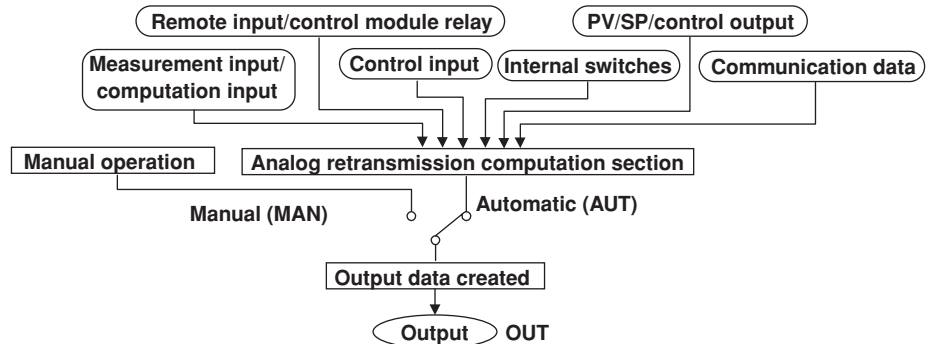 Remote input/control module relay
PV/SP/control output
Measurement input/
computation input
Control input
Internal switches
Communication data
Manual operation
Analog retransmission computation section
Manual (MAN)
Automatic (AUT)
Output data created
Output
OUT